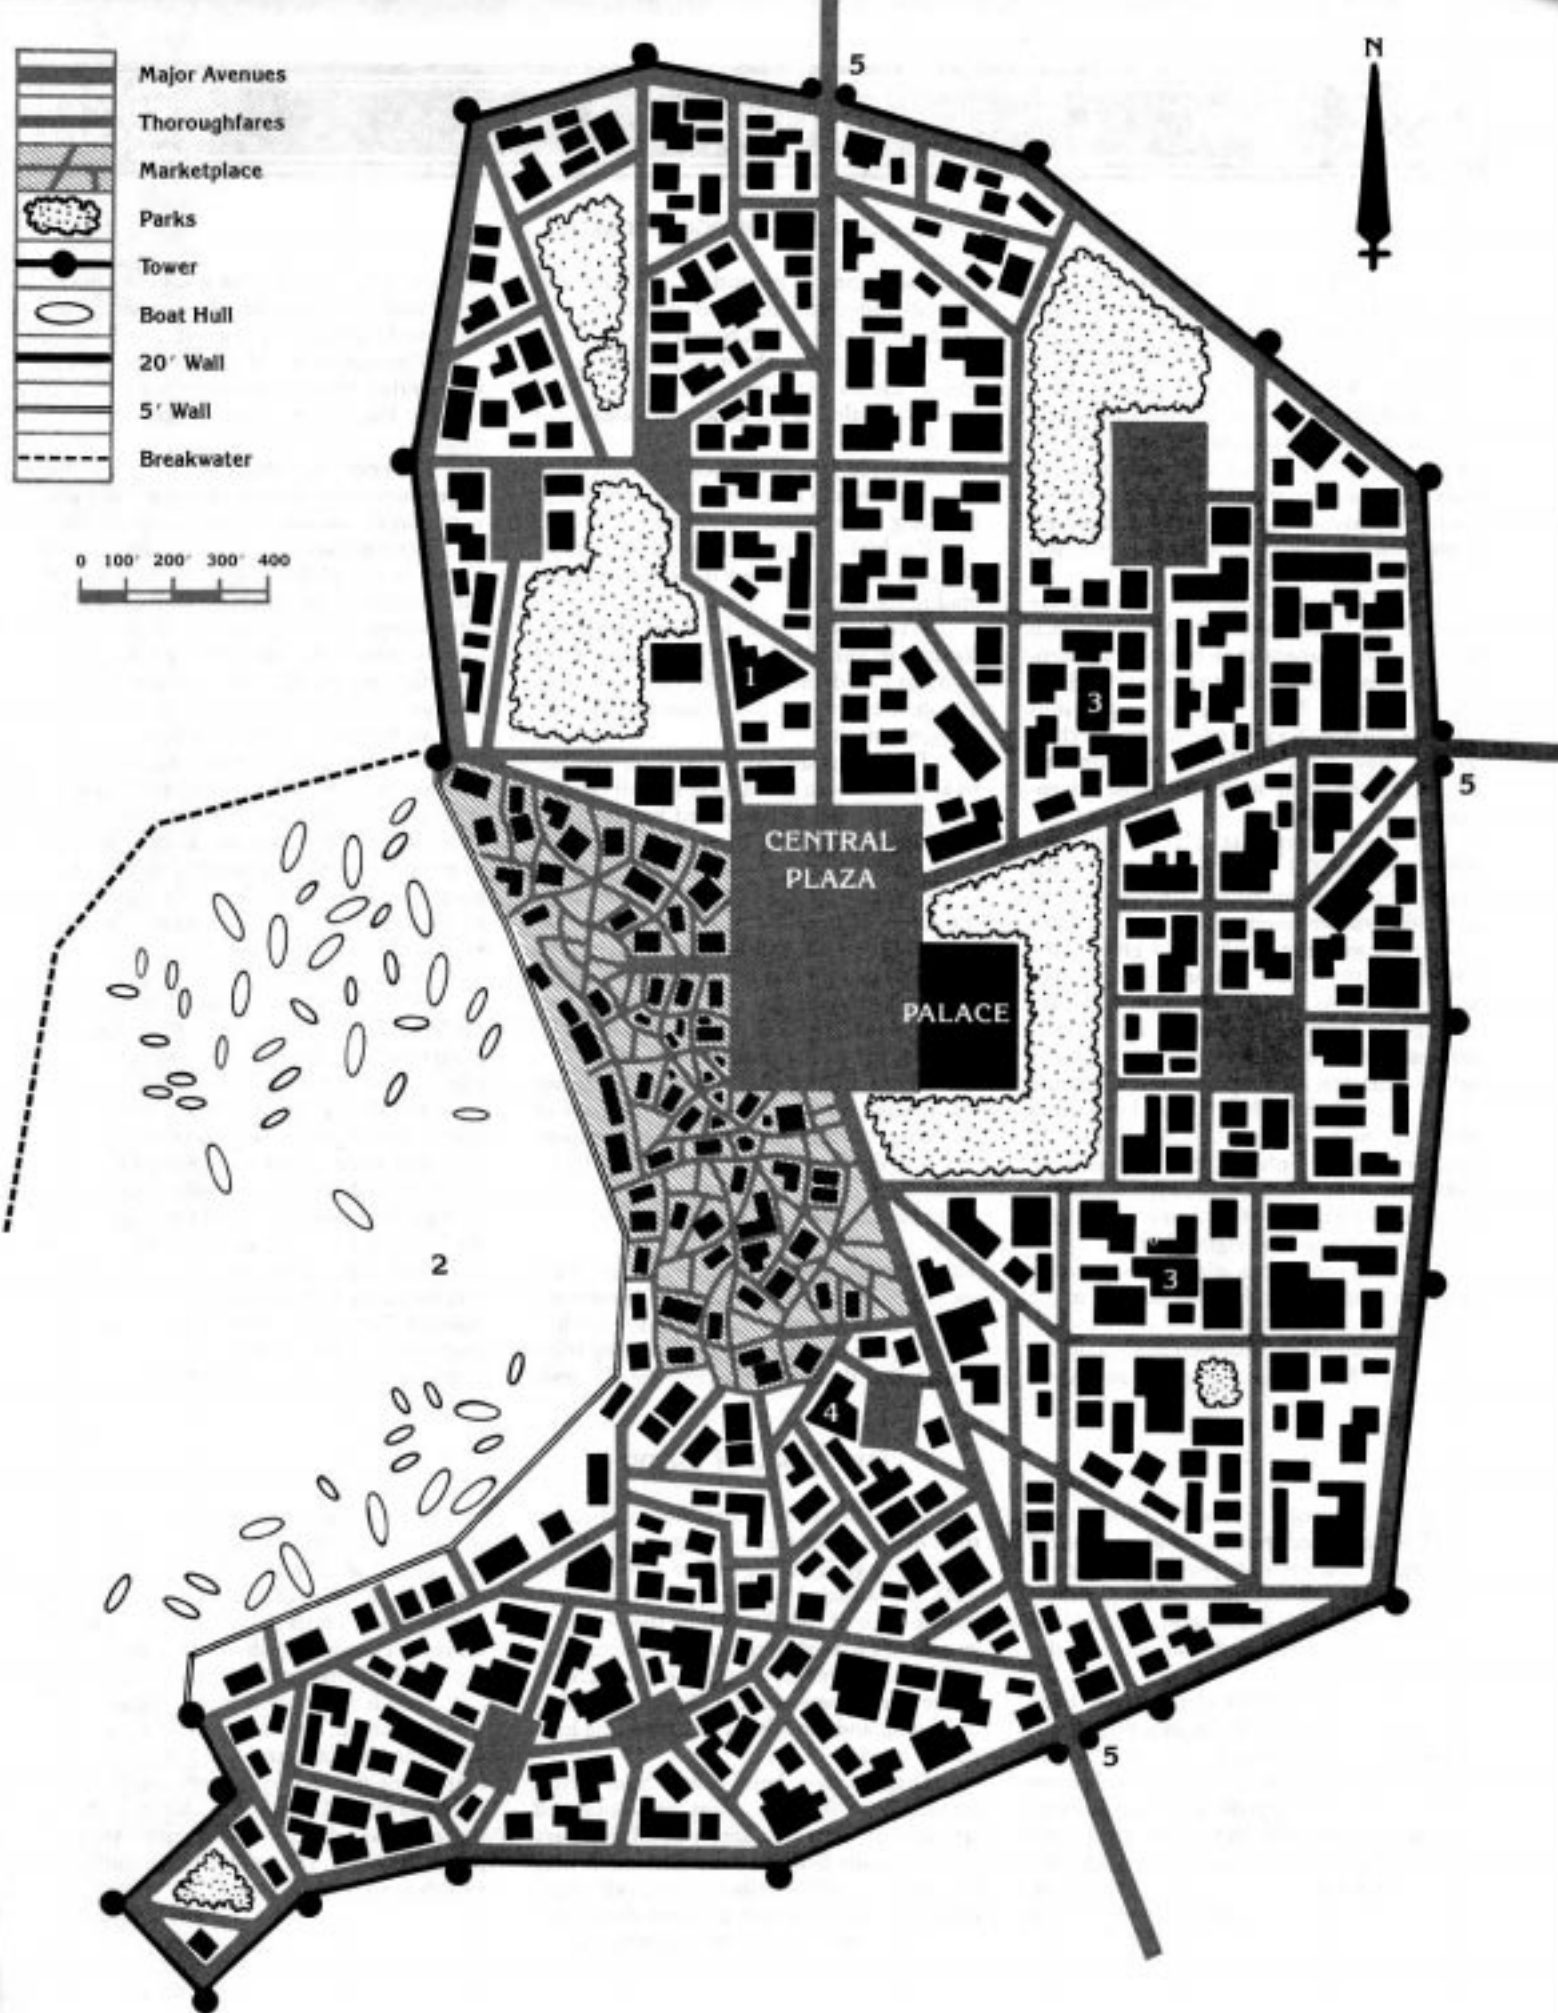 Major Avenues
Thoroughfares
Marketplace
Parks
Tower
Boat Hull
20′ Wall
5′ Wall
Breakwater
0 100′ 200′ 300′ 400
N
5
1
3
5
CENTRAL
PLAZA
PALACE
2
3
4
5